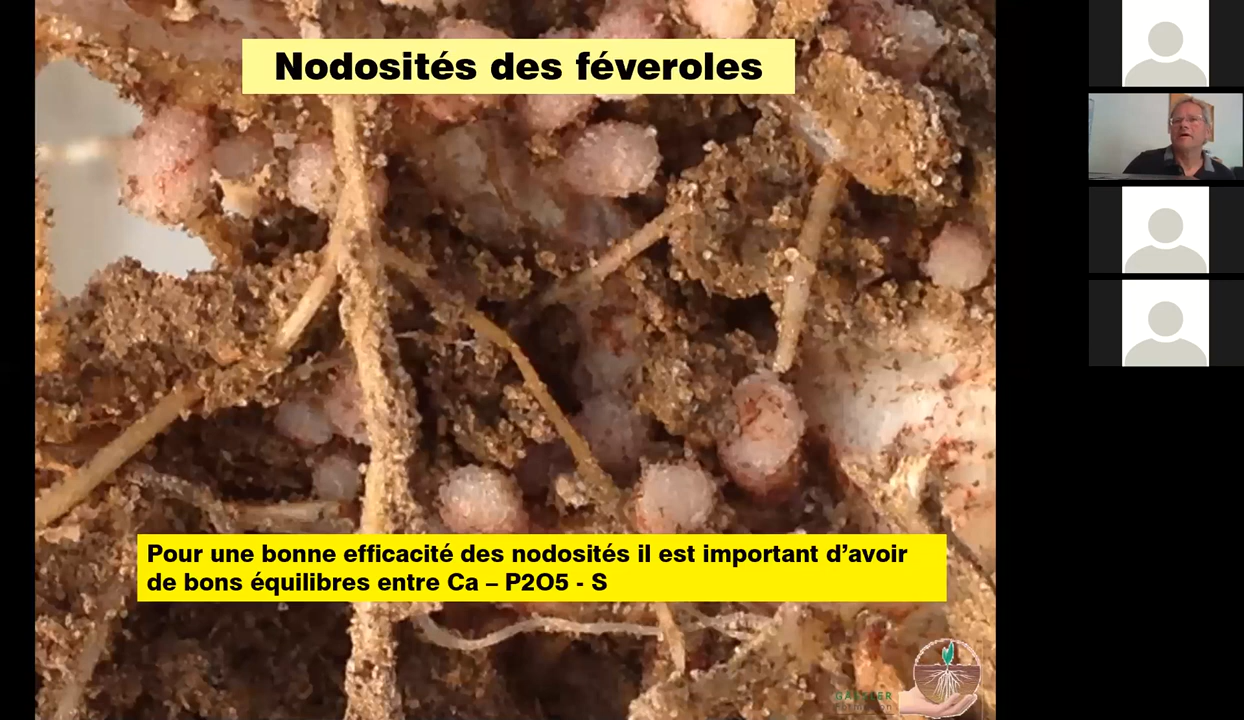 Nodosités des féveroles
Pour une bonne efficacité des nodosités il est important d’avoir
de bons équilibres entre Ca – P2O5 - S